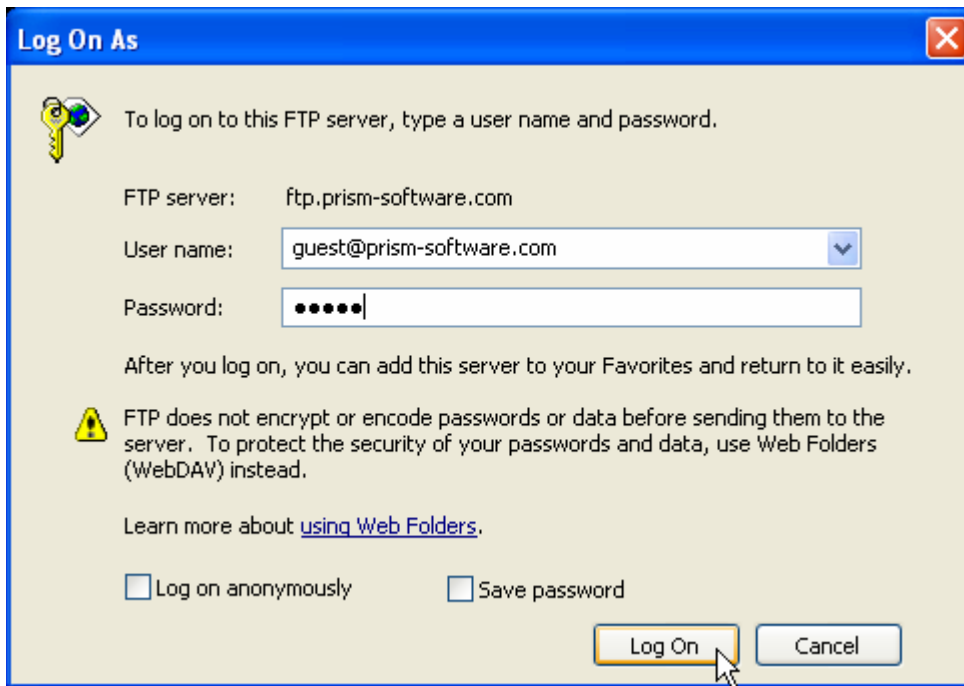 Log On As
To log on to this FTP server, type a user name and password.
FTP server: ftp.prism-software.com
User name: guest@prism-software.com
Password: •••••
After you log on, you can add this server to your Favorites and return to it easily.
FTP does not encrypt or encode passwords or data before sending them to the
server. To protect the security of your passwords and data, use Web Folders
(WebDAV) instead.
Learn more about using Web Folders.
Log on anonymously Save password
Log On Cancel